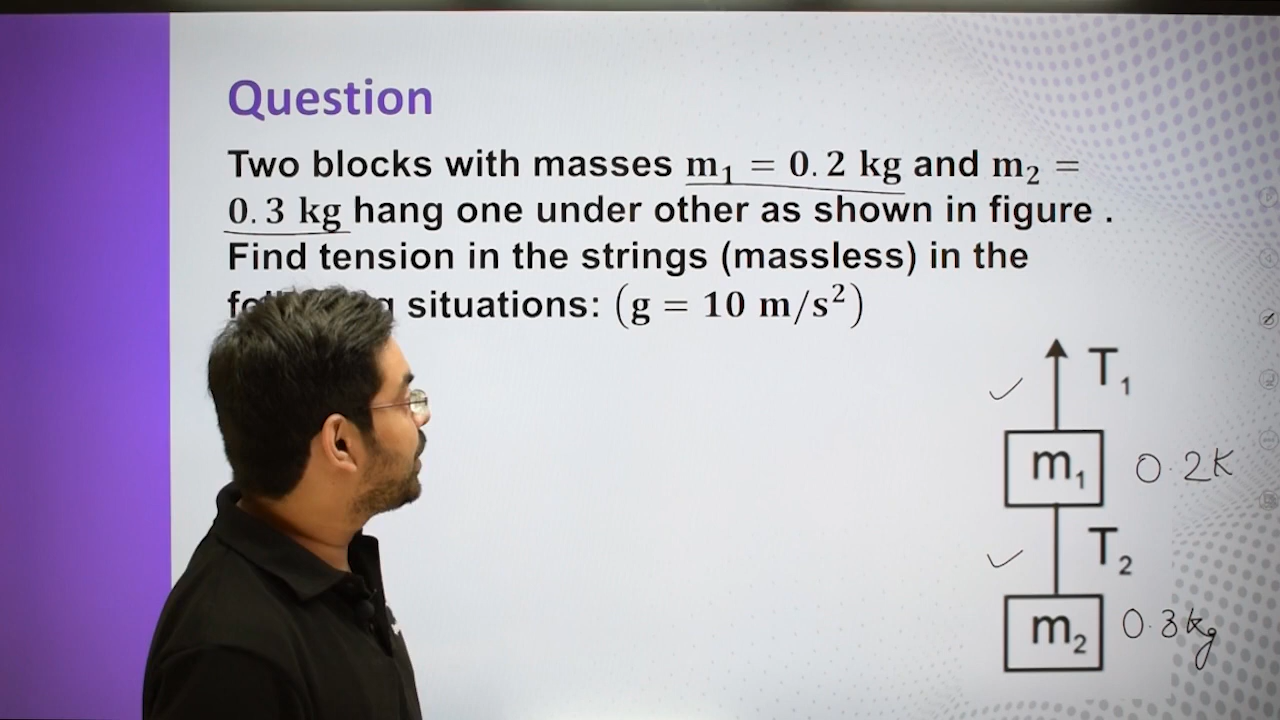 Question
Two blocks with masses m₁ = 0.2 kg and m₂ =
0.3 kg hang one under other as shown in figure .
Find tension in the strings (massless) in the
situations: (g = 10 m/s²)
T₁
m₁ 0.2K
T₂
m₂ 0.3kg